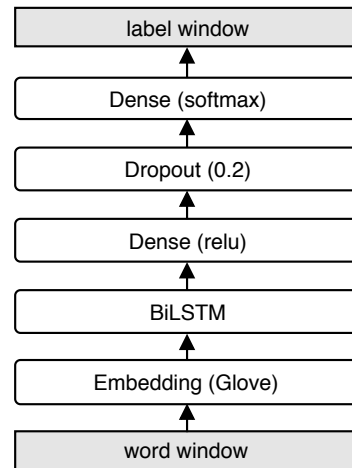 label window
Dense (softmax)
Dropout (0.2)
Dense (relu)
BiLSTM
Embedding (Glove)
word window